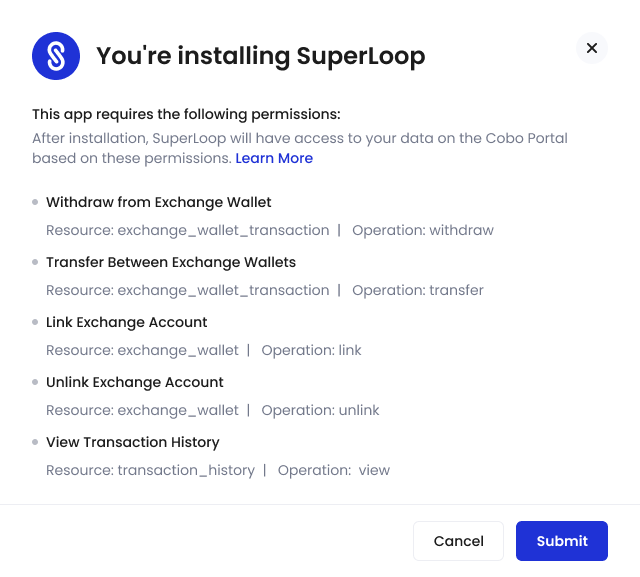 You're installing SuperLoop
This app requires the following permissions:
After installation, SuperLoop will have access to your data on the Cobo Portal
based on these permissions. Learn More
Withdraw from Exchange Wallet
Resource: exchange_wallet_transaction | Operation: withdraw
Transfer Between Exchange Wallets
Resource: exchange_wallet_transaction | Operation: transfer
Link Exchange Account
Resource: exchange_wallet | Operation: link
Unlink Exchange Account
Resource: exchange_wallet | Operation: unlink
View Transaction History
Resource: transaction_history | Operation: view
Cancel Submit